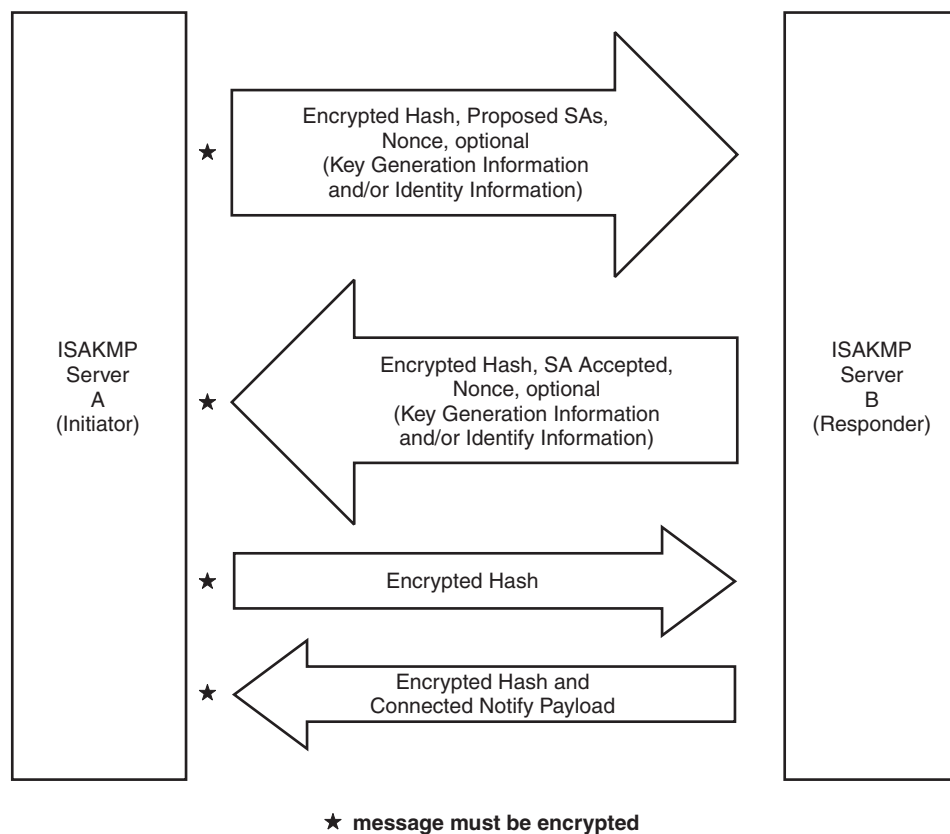 Encrypted Hash, Proposed SAs,
Nonce, optional
(Key Generation Information
and/or Identity Information)
★
ISAKMP
Server
A
(Initiator)
Encrypted Hash, SA Accepted,
Nonce, optional
(Key Generation Information
and/or Identify Information)
★
ISAKMP
Server
B
(Responder)
★
Encrypted Hash
★
Encrypted Hash and
Connected Notify Payload
★ message must be encrypted